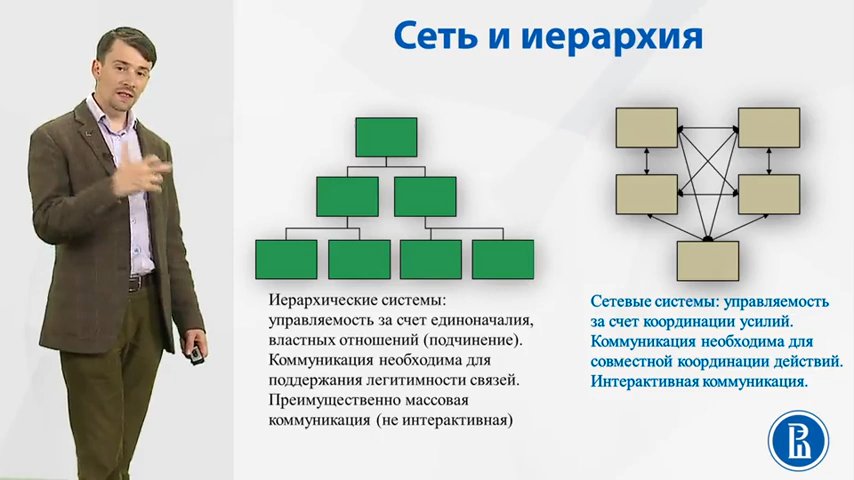 Сеть и иерархия
Иерархические системы:
управляемость за счет единоначалия,
властных отношений (подчинение).
Коммуникация необходима для
поддержания легитимности связей.
Преимущественно массовая
коммуникация (не интерактивная)
Сетевые системы: управляемость
за счет координации усилий.
Коммуникация необходима для
совместной координации действий.
Интерактивная коммуникация.